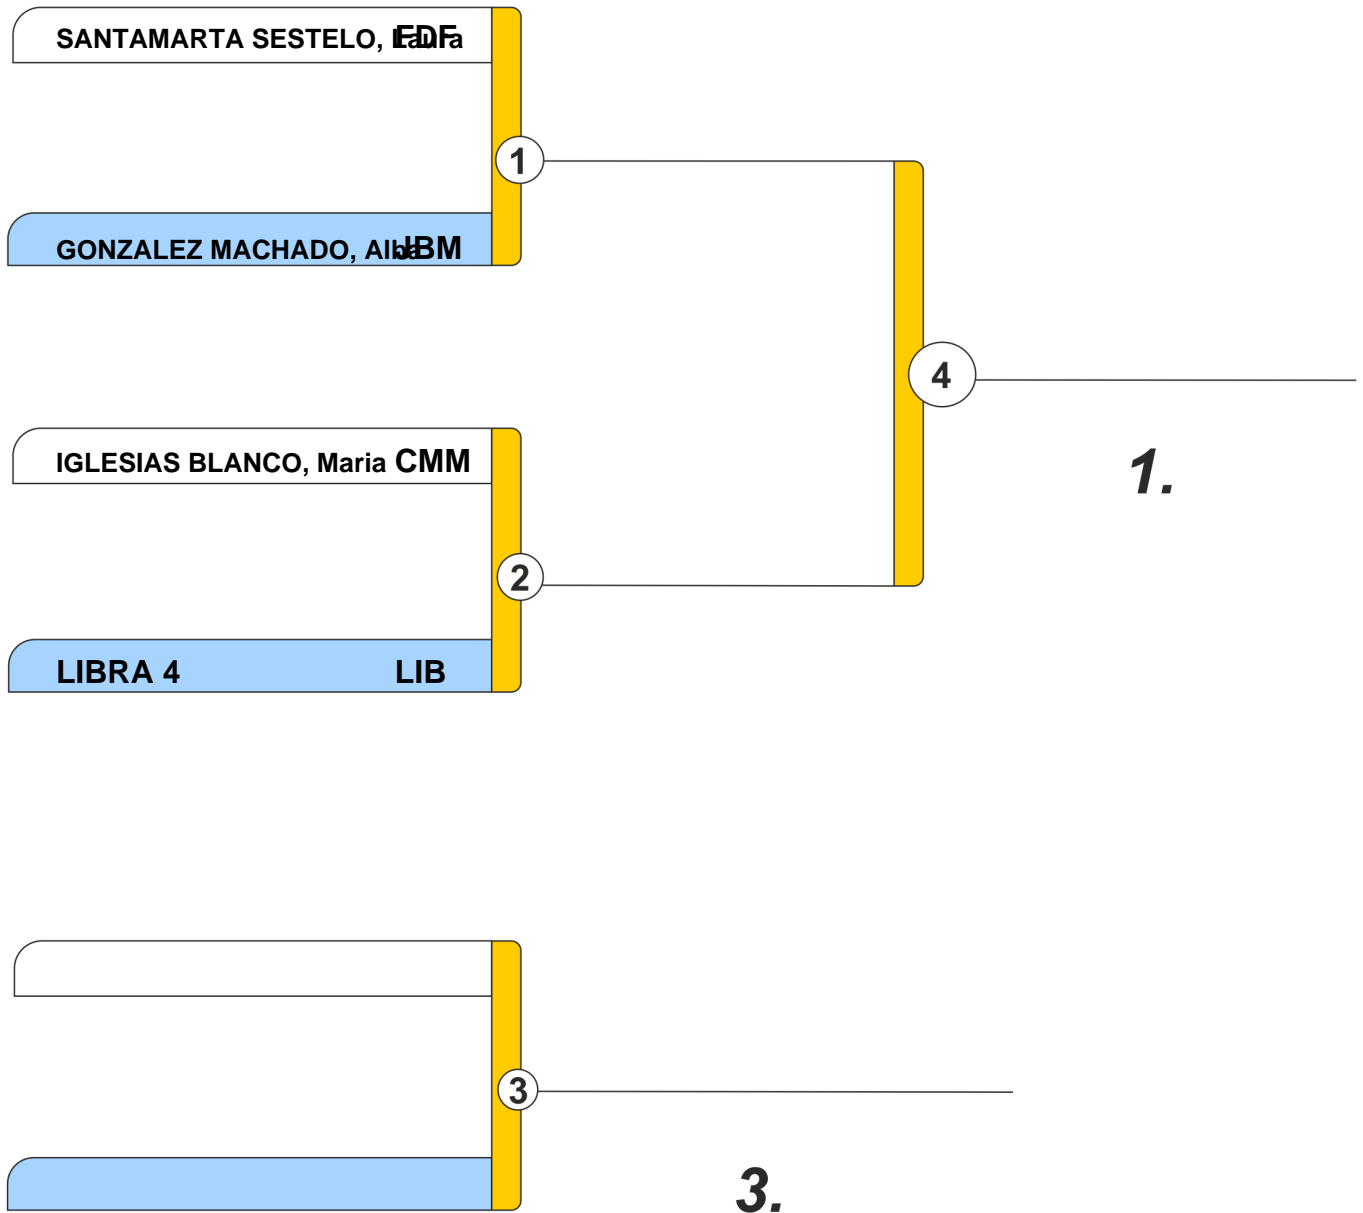 SANTAMARTA SESTELO, Laura FDF
1
GONZALEZ MACHADO, Alba JBM
4
IGLESIAS BLANCO, Maria CMM
1.
2
LIBRA 4 LIB
3
3.